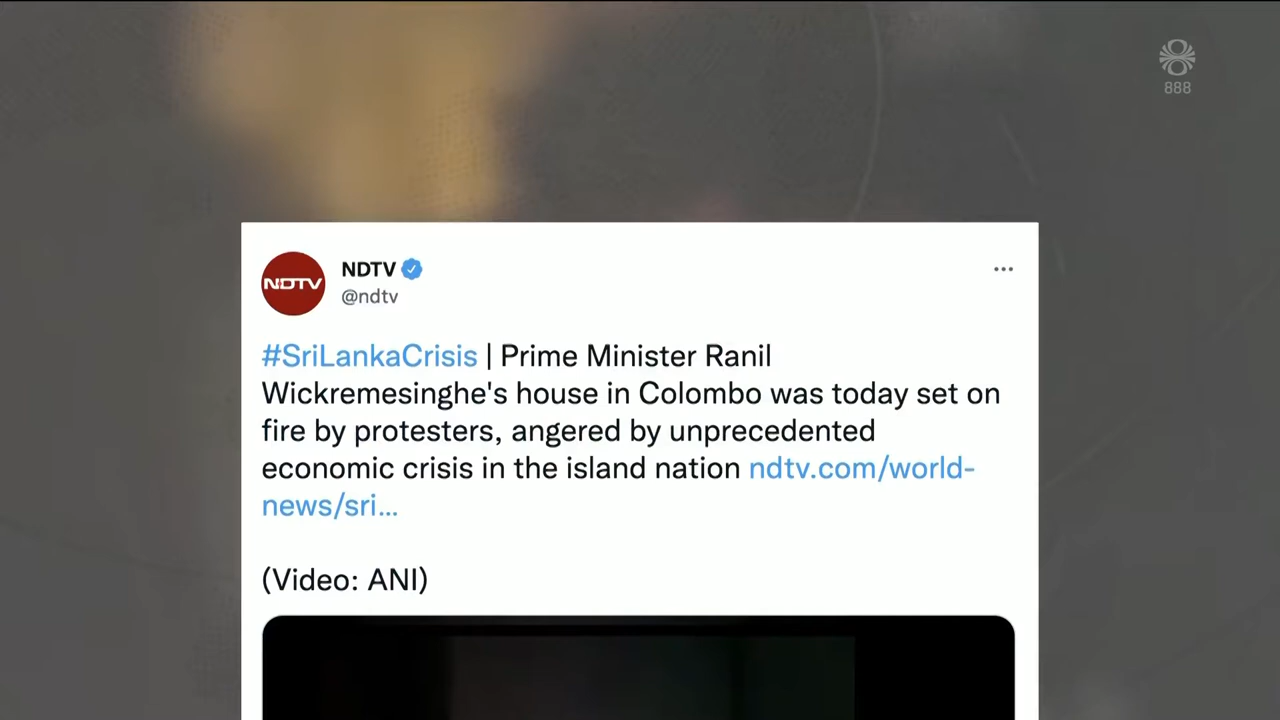 888
NDTV
NDTV
@ndtv
#SriLankaCrisis | Prime Minister Ranil
Wickremesinghe's house in Colombo was today set on
fire by protesters, angered by unprecedented
economic crisis in the island nation ndtv.com/world-
news/sri...
(Video: ANI)